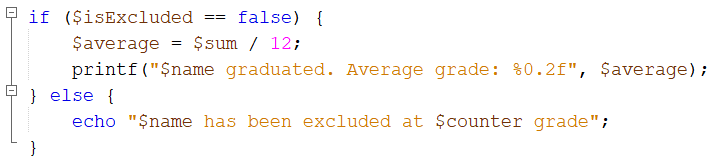 if ($isExcluded == false) {
    $average = $sum / 12;
    printf("$name graduated. Average grade: %0.2f", $average);
} else {
    echo "$name has been excluded at $counter grade";
}